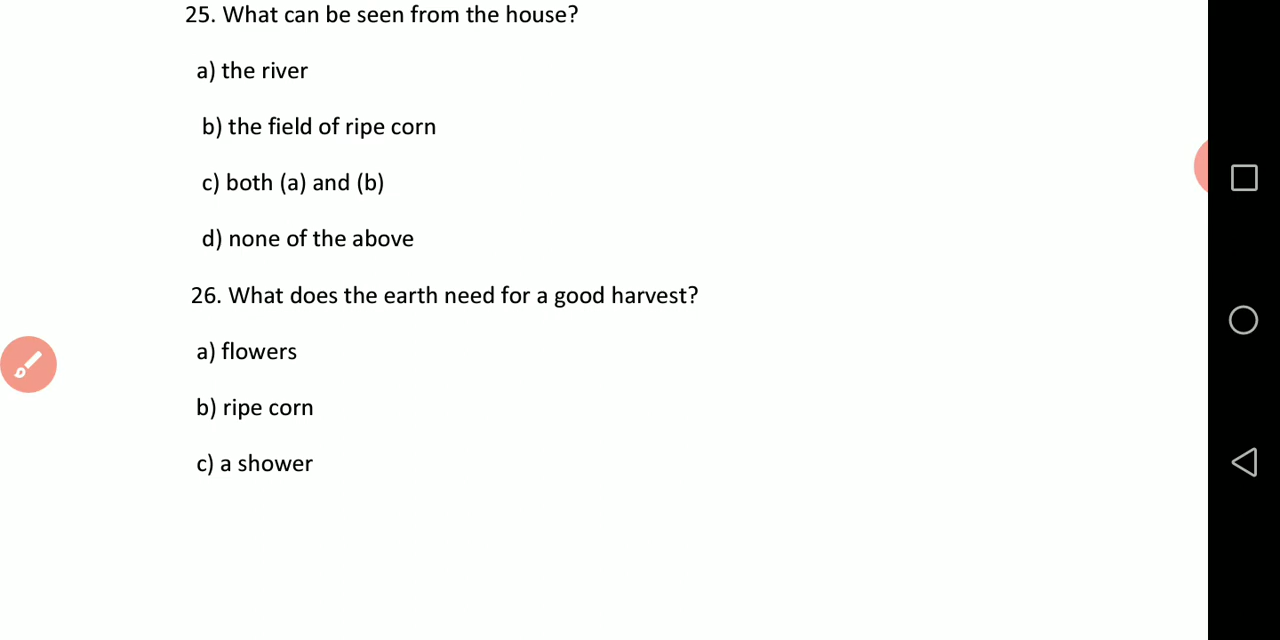 25. What can be seen from the house?
a) the river
b) the field of ripe corn
c) both (a) and (b)
d) none of the above
26. What does the earth need for a good harvest?
a) flowers
b) ripe corn
c) a shower